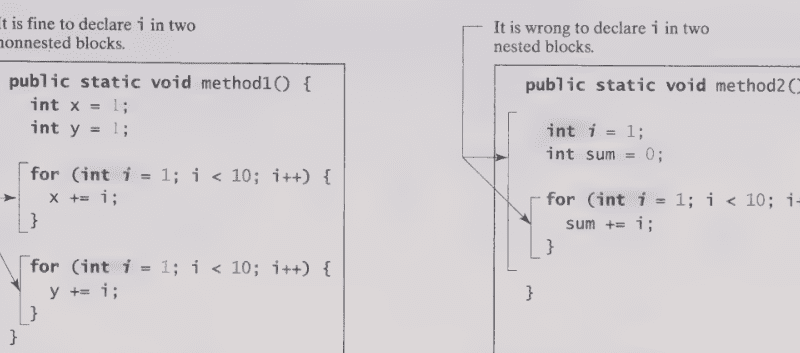 t is fine to declare i in two
nonnested blocks.
public static void method1() {
int x = 1;
int y = 1;
for (int i = 1; i < 10; i++) {
x += i;
}
for (int i = 1; i < 10; i++) {
y += i;
}
}
It is wrong to declare i in two
nested blocks.
public static void method2()
int i = 1;
int sum = 0;
for (int i = 1; i < 10; i
sum += i;
}
}